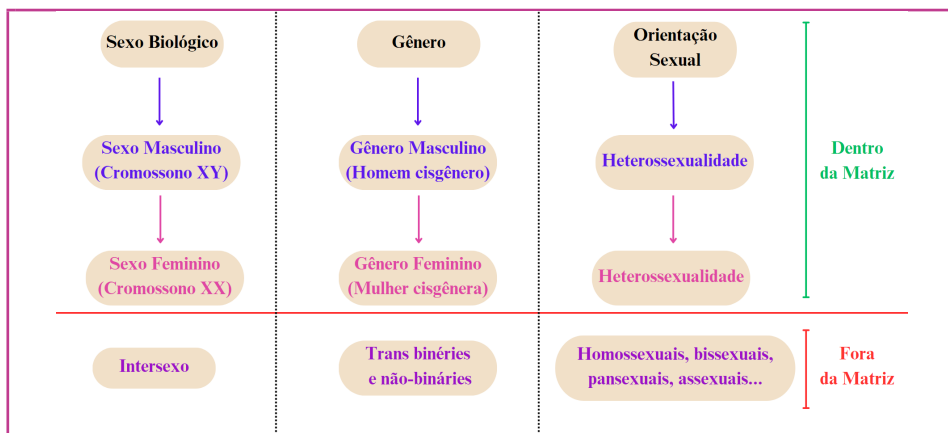 Sexo Biológico
Gênero
Orientação
Sexual
Sexo Masculino
(Cromossono XY)
Gênero Masculino
(Homem cisgênero)
Heterossexualidade
Dentro
da Matriz
Sexo Feminino
(Cromossono XX)
Gênero Feminino
(Mulher cisgênera)
Heterossexualidade
Intersexo
Trans binéries
e não-bináries
Homossexuais, bissexuais,
pansexuais, assexuais...
Fora
da Matriz